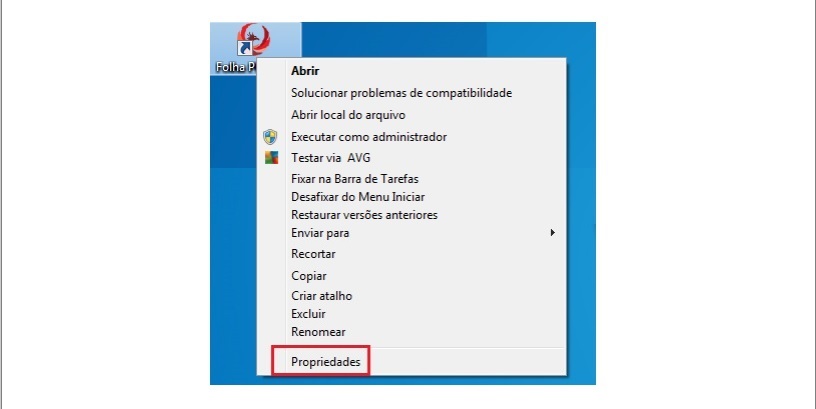 Folha
Abrir
Solucionar problemas de compatibilidade
Abrir local do arquivo
Executar como administrador
Testar via AVG
Fixar na Barra de Tarefas
Desafixar do Menu Iniciar
Restaurar versões anteriores
Enviar para
Recortar
Copiar
Criar atalho
Excluir
Renomear
Propriedades